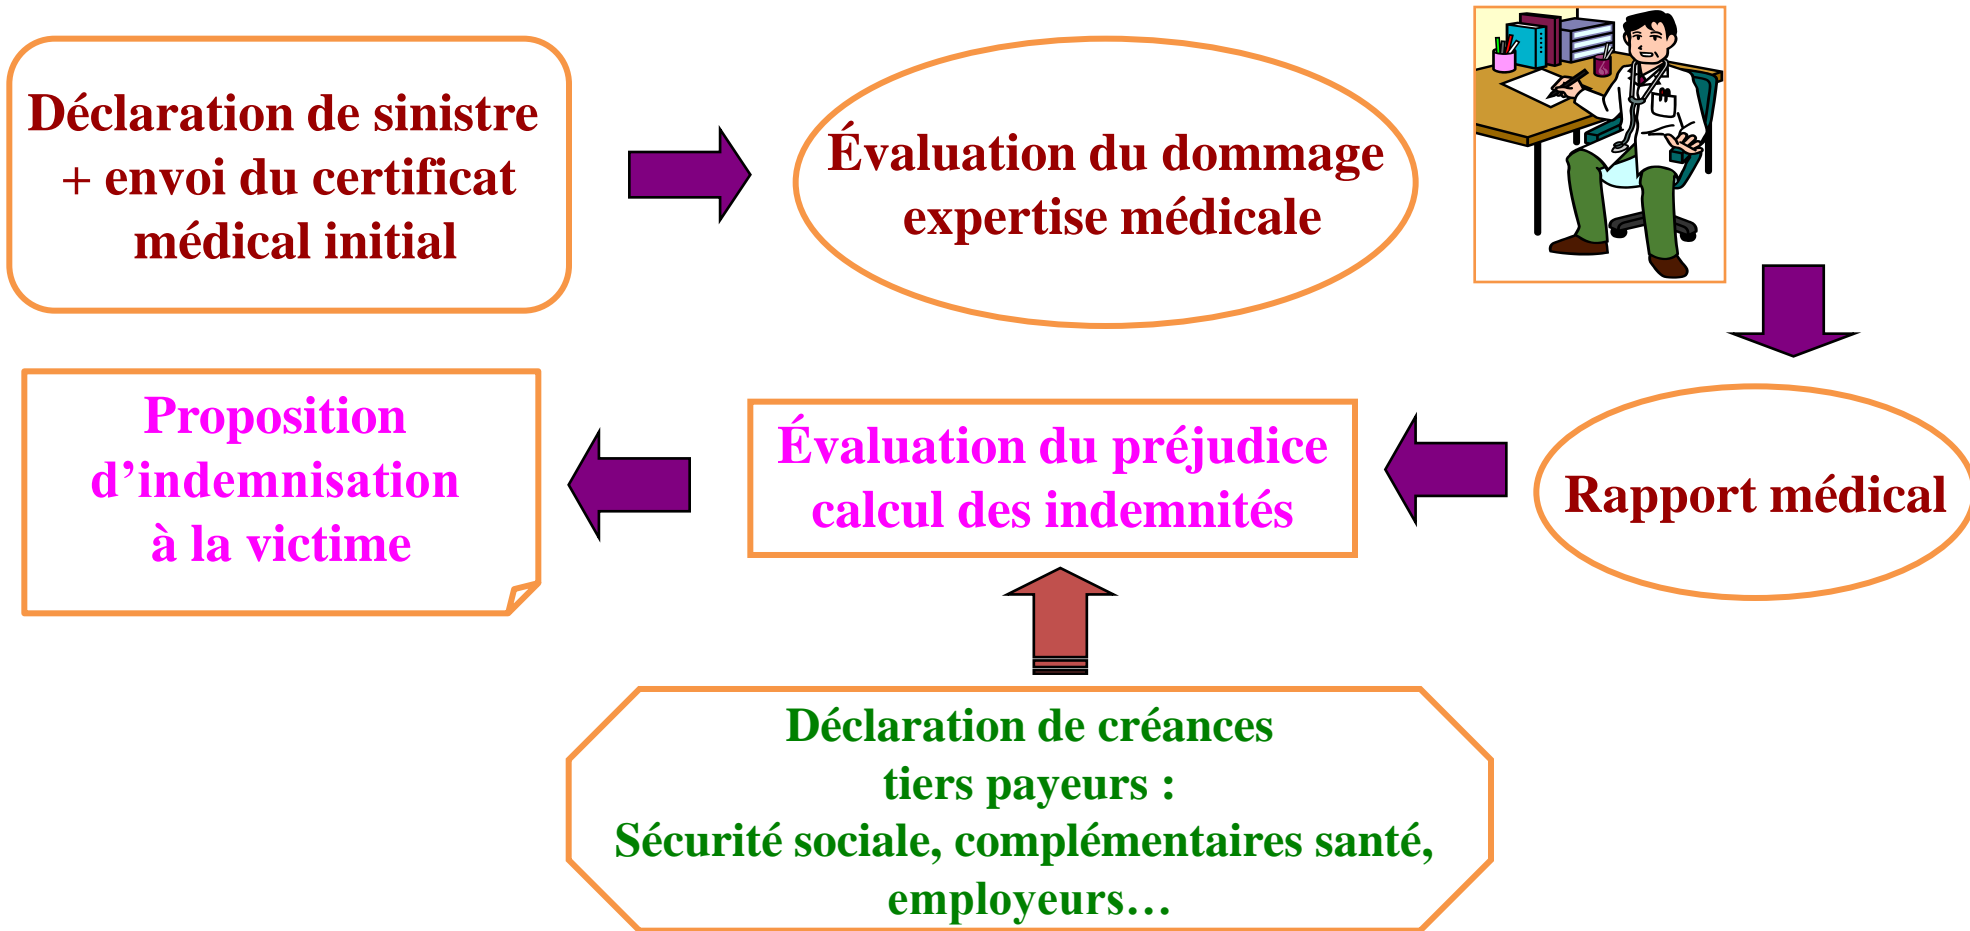 Déclaration de sinistre
+ envoi du certificat
médical initial
Évaluation du dommage
expertise médicale
Rapport médical
Évaluation du préjudice
calcul des indemnités
Proposition
d’indemnisation
à la victime
Déclaration de créances
tiers payeurs :
Sécurité sociale, complémentaires santé,
employeurs…